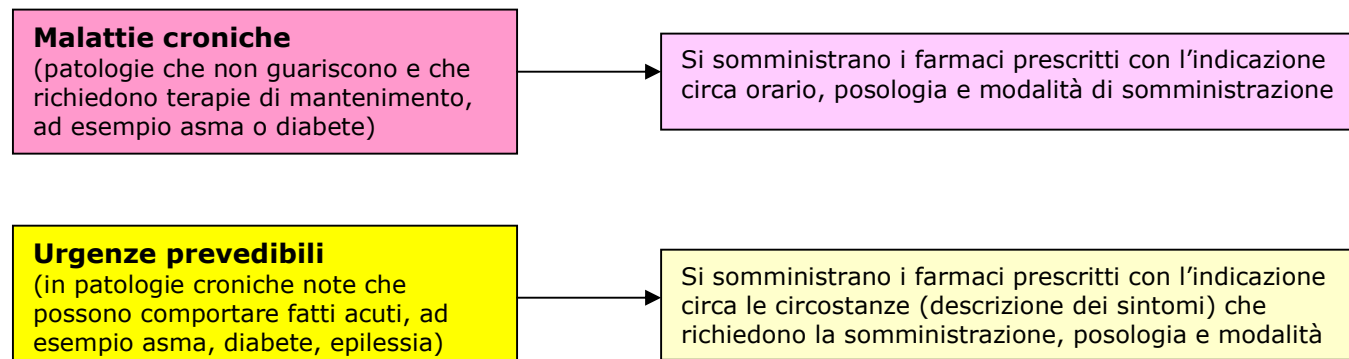 Malattie croniche
(patologie che non guariscono e che
richiedono terapie di mantenimento,
ad esempio asma o diabete)
Si somministrano i farmaci prescritti con l’indicazione
circa orario, posologia e modalità di somministrazione
Urgenze prevedibili
(in patologie croniche note che
possono comportare fatti acuti, ad
esempio asma, diabete, epilessia)
Si somministrano i farmaci prescritti con l’indicazione
circa le circostanze (descrizione dei sintomi) che
richiedono la somministrazione, posologia e modalità